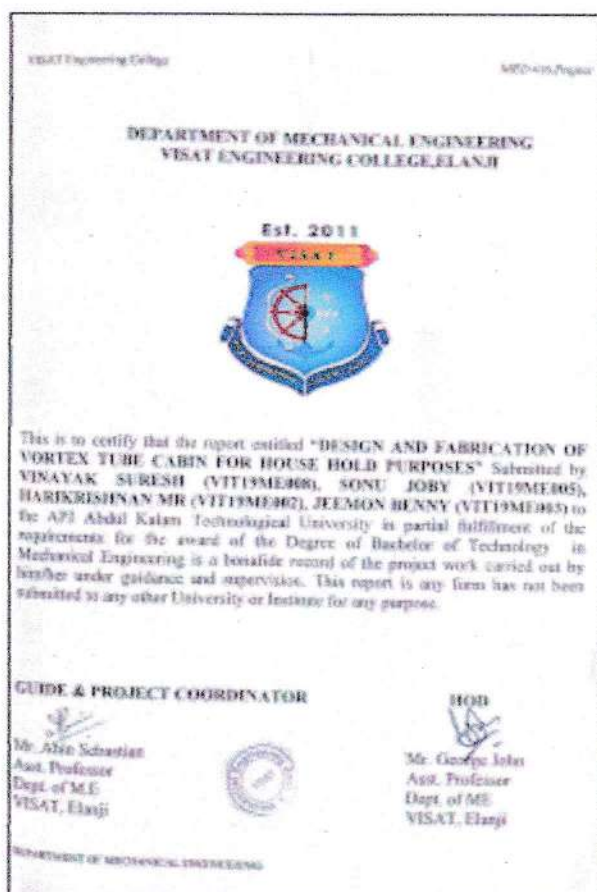 VISAT Engineering College
MED 416 Project
DEPARTMENT OF MECHANICAL ENGINEERING
VISAT ENGINEERING COLLEGE,ELANJI
Est. 2011
VISAT
This is to certify that the report entitled "DESIGN AND FABRICATION OF
VORTEX TUBE CABIN FOR HOUSE HOLD PURPOSES" Submitted by
VINAYAK SURESH (VIT19ME008), SONU JOBY (VIT19ME005),
HARIKRISHNAN MR (VIT19ME002), JEEMON BENNY (VIT19ME003) to
the APJ Abdul Kalam Technological University in partial fulfillment of the
requirements for the award of the Degree of Bachelor of Technology in
Mechanical Engineering is a bonafide record of the project work carried out by
him/her under guidance and supervision. This report is any form has not been
submitted to any other University or Institute for any purpose.
GUIDE & PROJECT COORDINATOR
HOD
Mr. Abin Sebastian
Asst. Professor
Dept. of M.E
VISAT, Elanji
Mr. George John
Asst. Professor
Dept. of ME
VISAT, Elanji
DEPARTMENT OF MECHANICAL ENGINEERING